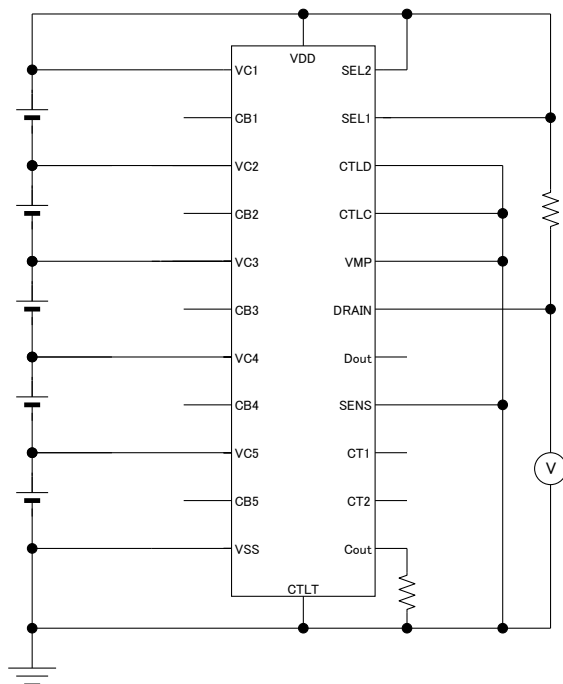 VDD
VC1
SEL2
CB1
SEL1
VC2
CTLD
CB2
CTLC
VC3
VMP
CB3
DRAIN
VC4
Dout
CB4
SENS
VC5
CT1
CB5
CT2
VSS
Cout
CTLT
V